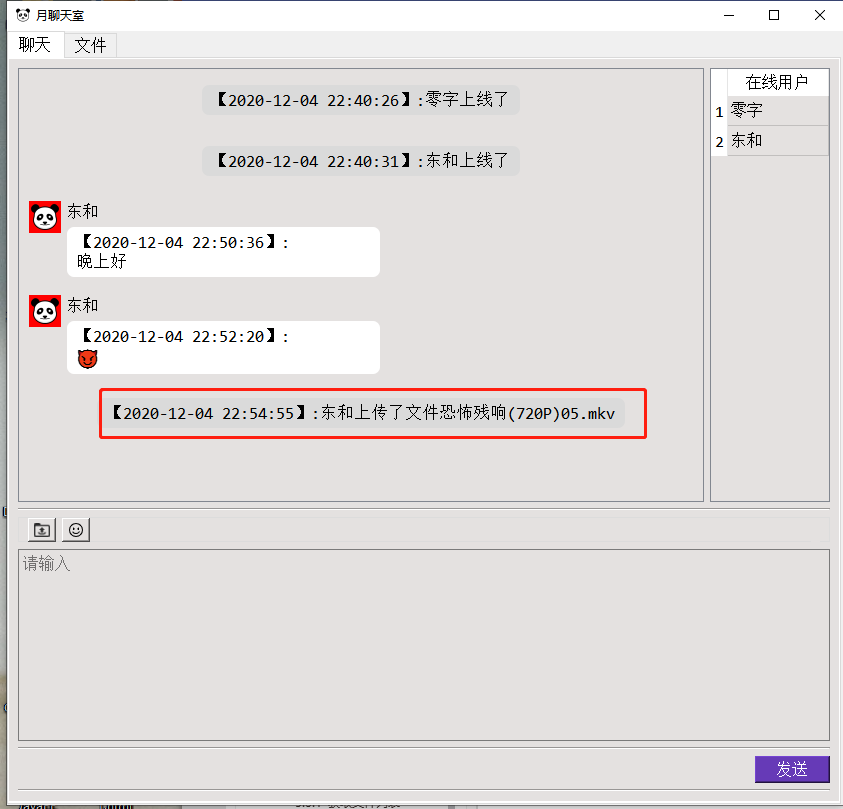 月聊天室
聊天 文件
【2020-12-04 22:40:26】:零字上线了
【2020-12-04 22:40:31】:东和上线了
东和
【2020-12-04 22:50:36】:
晚上好
东和
【2020-12-04 22:52:20】:
【2020-12-04 22:54:55】:东和上传了文件恐怖残响(720P)05.mkv
在线用户
1 零字
2 东和
请输入
发送